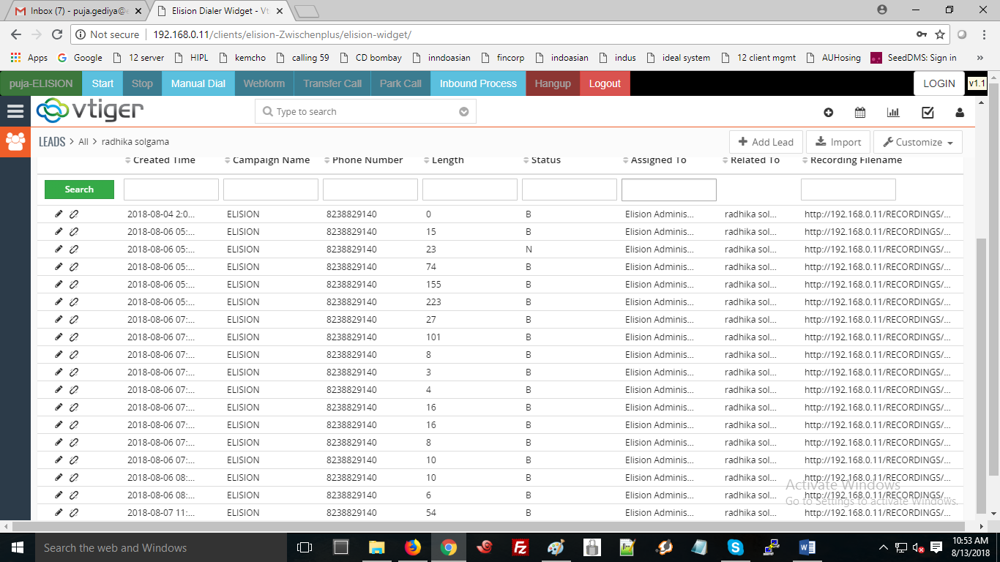 Inbox (7) - puja.gediya@e
Elision Dialer Widget - Vt
Not secure 192.168.0.11/clients/elision-Zwischenplus/elision-widget/
Apps Google 12 server HIPL kemcho calling 59 CD bombay inndoasian fincorp indoasian indus ideal system 12 client mgmt AUHosing SeedDMS: Sign in »
puja-ELISION Start Stop Manual Dial Webform Transfer Call Park Call Inbound Process Hangup Logout LOGIN v1.1
vtiger Type to search
LEADS > All > radhika solgama + Add Lead Import Customize
Created Time Campaign Name Phone Number Length Status Assigned To Related To Recording Filename
Search
2018-08-04 2:0... ELISION 8238829140 0 B Elision Adminis... radhika sol... http://192.168.0.11/RECORDINGS/...
2018-08-06 05:... ELISION 8238829140 15 B Elision Adminis... radhika sol... http://192.168.0.11/RECORDINGS/...
2018-08-06 05:... ELISION 8238829140 23 N Elision Adminis... radhika sol... http://192.168.0.11/RECORDINGS/...
2018-08-06 05:... ELISION 8238829140 74 B Elision Adminis... radhika sol... http://192.168.0.11/RECORDINGS/...
2018-08-06 05:... ELISION 8238829140 155 B Elision Adminis... radhika sol... http://192.168.0.11/RECORDINGS/...
2018-08-06 05:... ELISION 8238829140 223 B Elision Adminis... radhika sol... http://192.168.0.11/RECORDINGS/...
2018-08-06 07:... ELISION 8238829140 27 B Elision Adminis... radhika sol... http://192.168.0.11/RECORDINGS/...
2018-08-06 07:... ELISION 8238829140 101 B Elision Adminis... radhika sol... http://192.168.0.11/RECORDINGS/...
2018-08-06 07:... ELISION 8238829140 8 B Elision Adminis... radhika sol... http://192.168.0.11/RECORDINGS/...
2018-08-06 07:... ELISION 8238829140 3 B Elision Adminis... radhika sol... http://192.168.0.11/RECORDINGS/...
2018-08-06 07:... ELISION 8238829140 4 B Elision Adminis... radhika sol... http://192.168.0.11/RECORDINGS/...
2018-08-06 07:... ELISION 8238829140 16 B Elision Adminis... radhika sol... http://192.168.0.11/RECORDINGS/...
2018-08-06 07:... ELISION 8238829140 16 B Elision Adminis... radhika sol... http://192.168.0.11/RECORDINGS/...
2018-08-06 07:... ELISION 8238829140 8 B Elision Adminis... radhika sol... http://192.168.0.11/RECORDINGS/...
2018-08-06 07:... ELISION 8238829140 10 B Elision Adminis... radhika sol... http://192.168.0.11/RECORDINGS/...
2018-08-06 08:... ELISION 8238829140 10 B Elision Adminis... radhika sol... http://192.168.0.11/RECORDINGS/...
2018-08-06 08:... ELISION 8238829140 6 B Elision Adminis... radhika sol... http://192.168.0.11/RECORDINGS/...
2018-08-07 11:... ELISION 8238829140 54 B Elision Adminis... radhika sol... http://192.168.0.11/RECORDINGS/...
Activate Windows
Go to Settings to activate Windows.
Search the web and Windows
10:53 AM
8/13/2018